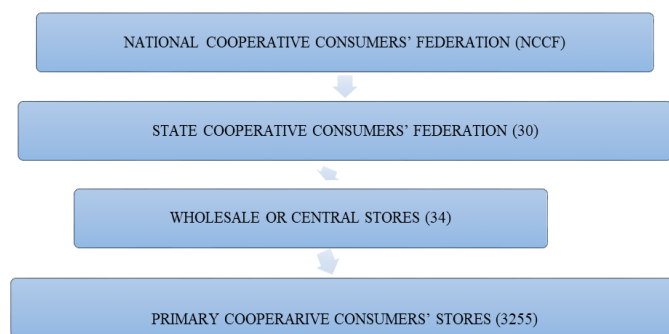 NATIONAL COOPERATIVE CONSUMERS’ FEDERATION (NCCF)
STATE COOPERATIVE CONSUMERS’ FEDERATION (30)
WHOLESALE OR CENTRAL STORES (34)
PRIMARY COOPERARIVE CONSUMERS’ STORES (3255)